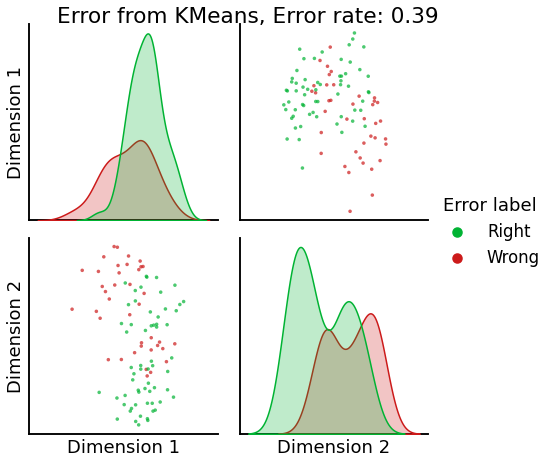 Error from KMeans, Error rate: 0.39
Dimension 1
Error label
Right
Wrong
Dimension 2
Dimension 1
Dimension 2